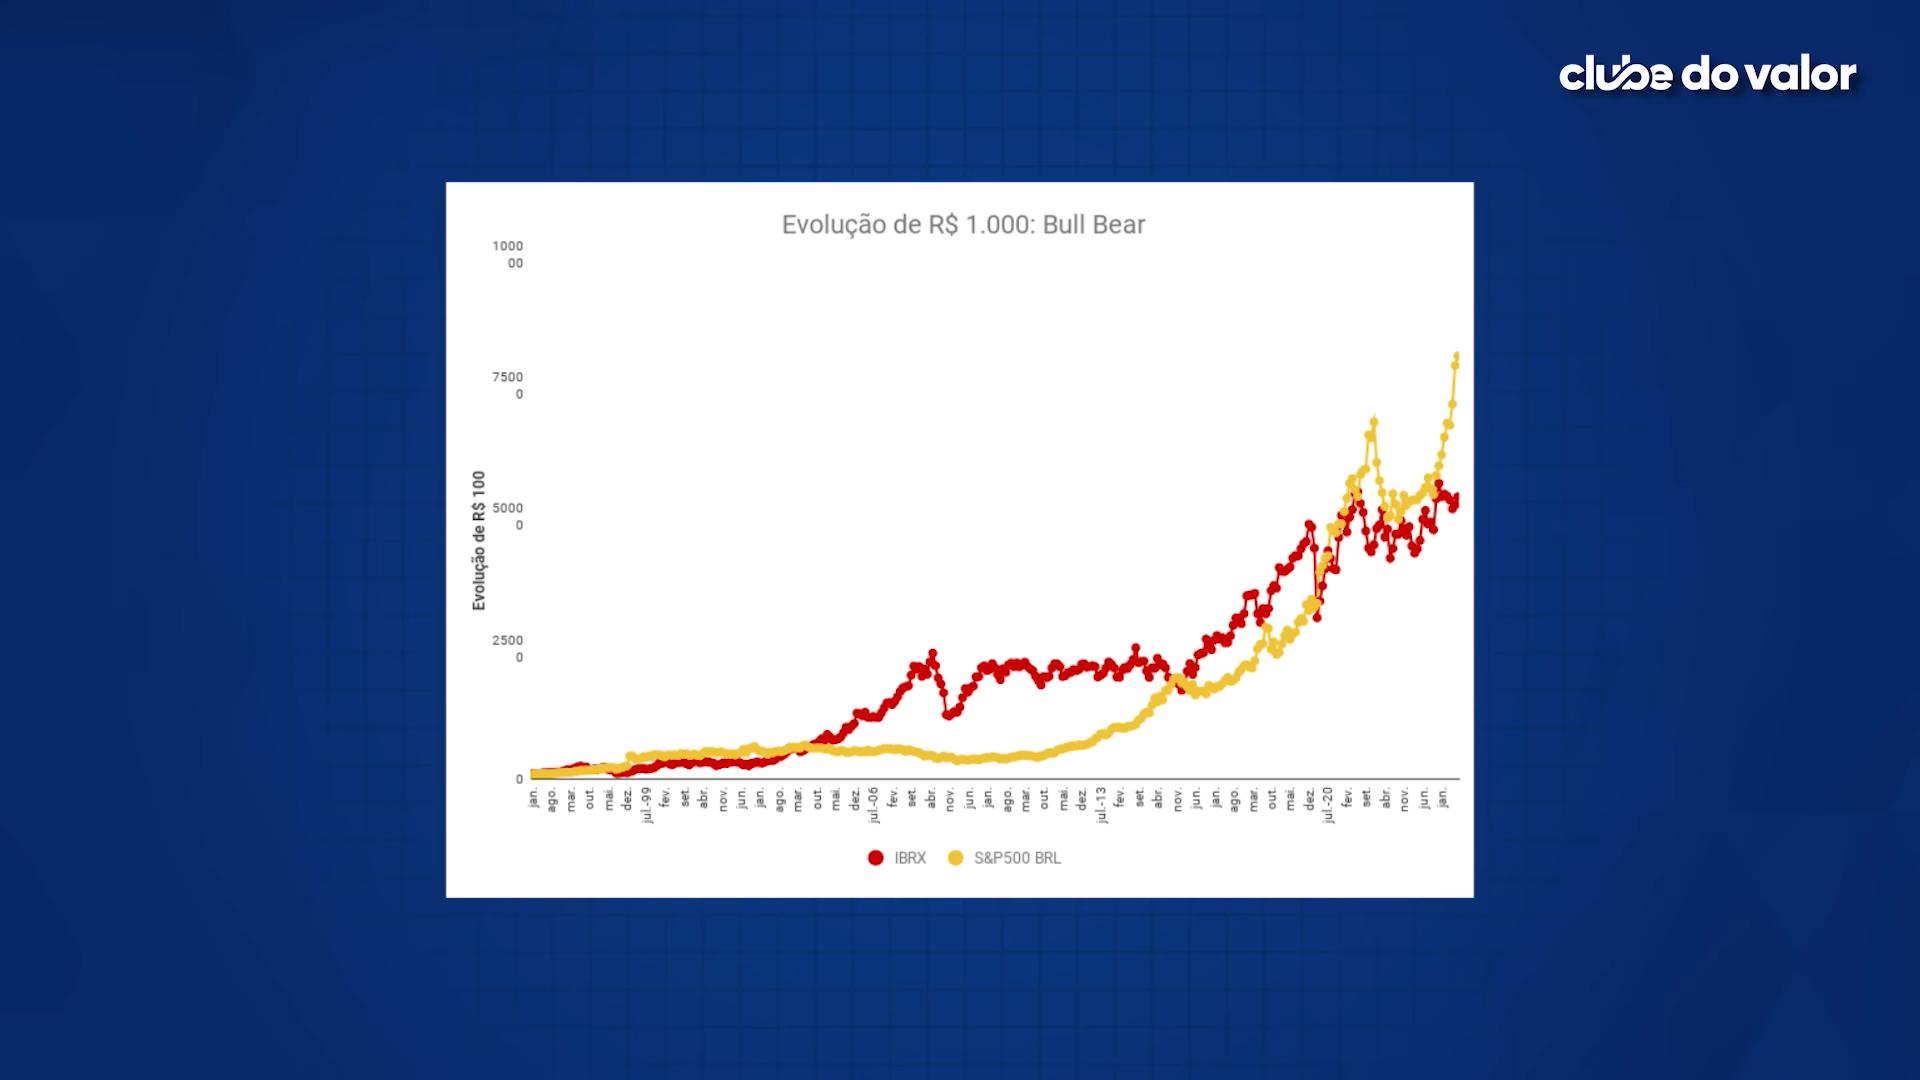 clube do valor
Evolução de R$ 1.000: Bull Bear
1000
00
7500
0
5000
0
2500
0
0
Evolução de R$ 100
jan. ago. mar. out. mai. dez. jul.-99 fev. set. abr. nov. jun. jan. ago. mar. out. mai. dez. jul.-06 fev. set. abr. nov. jun. jan. ago. mar. out. mai. dez. jul.-13 fev. set. abr. nov. jun. jan. ago. mar. out. mai. dez. jul.-20 fev. set. abr. nov. jun. jan.
IBRX S&P500 BRL